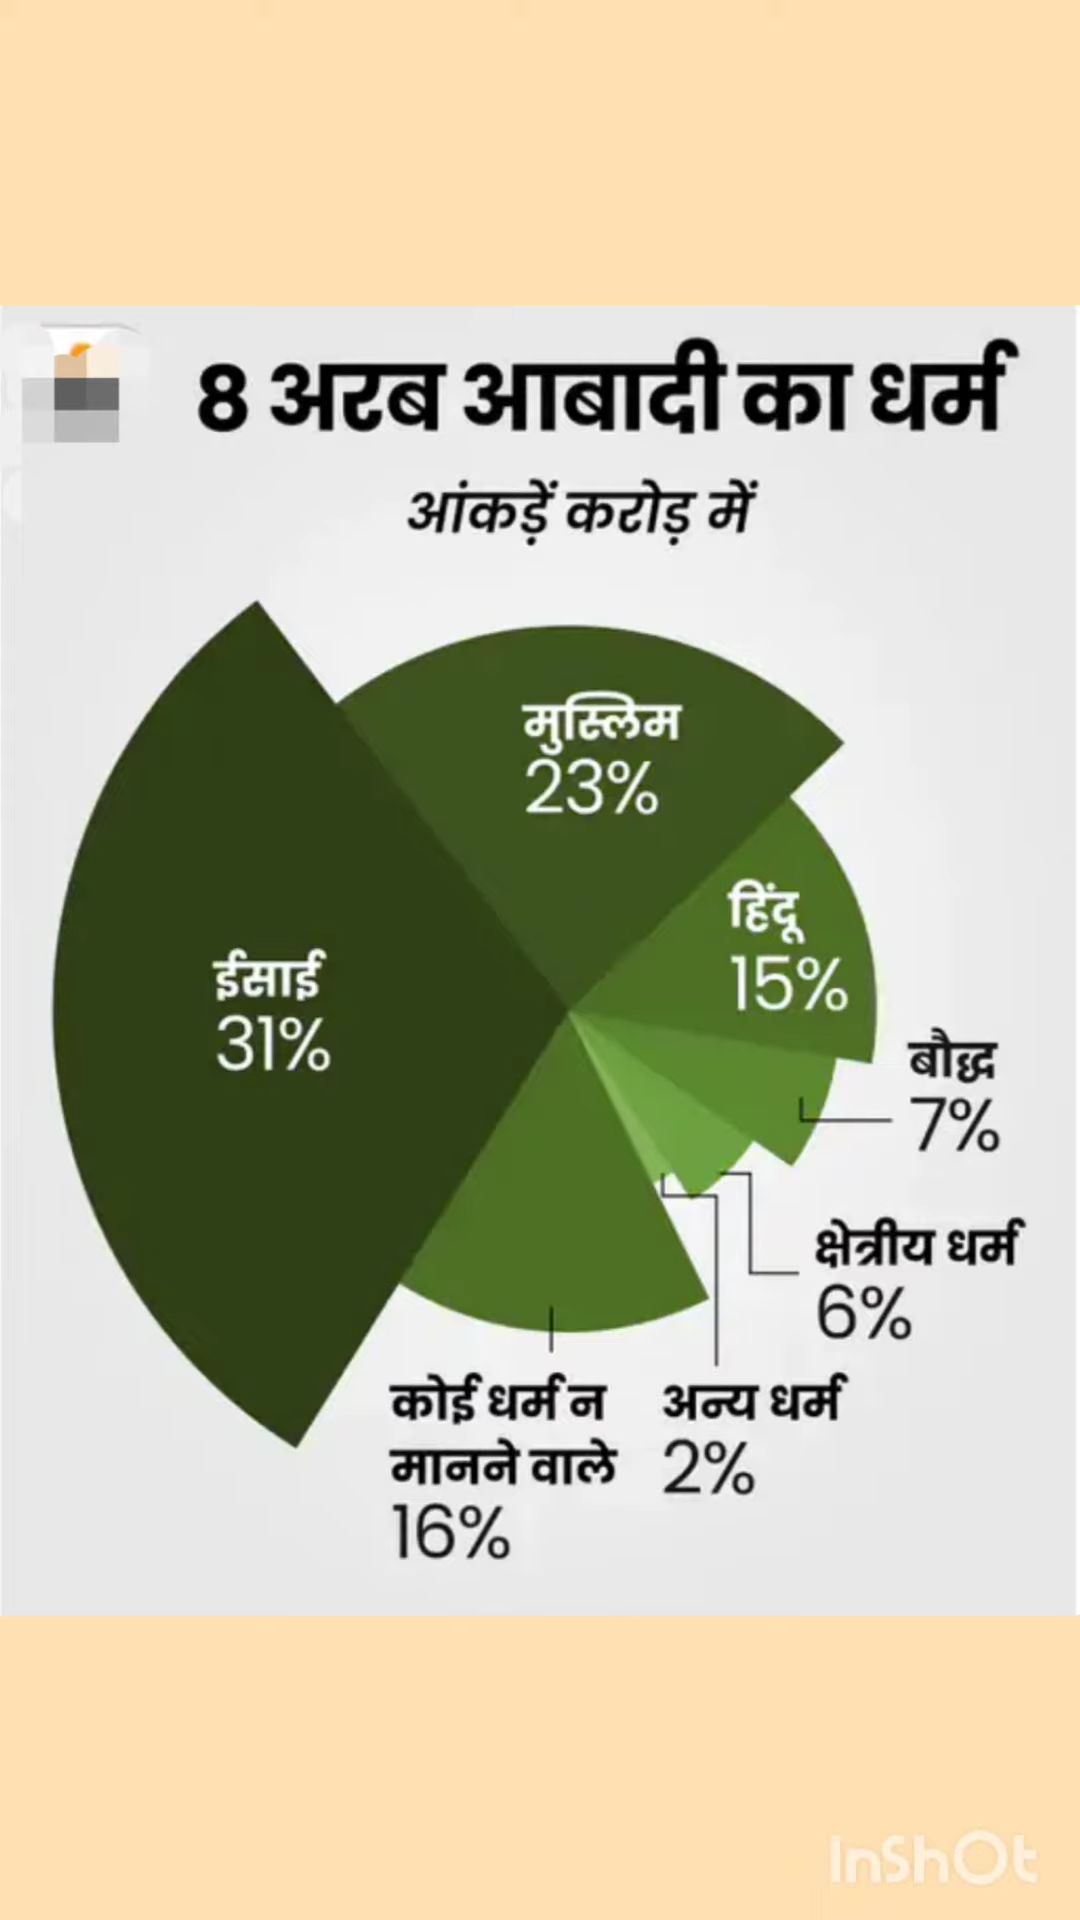 8 अरब आबादी का धर्म
आंकड़ें करोड़ में
मुस्लिम
23%
हिंदू
15%
ईसाई
31%
बौद्ध
7%
क्षेत्रीय धर्म
6%
कोई धर्म न
मानने वाले
16%
अन्य धर्म
2%
InShOt